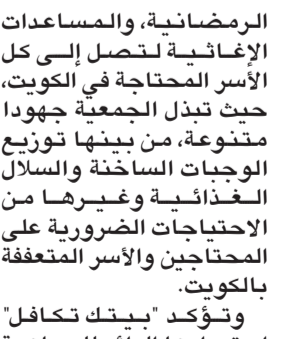 الرمضانية، والمساعدات
الإغاثية لتصل إلى كل
الأسر المحتاجة في الكويت،
حيث تبذل الجمعية جهودا
متنوعة، من بينها توزيع
الوجبات الساخنة والسلال
الغذائية وغيرها من
الاحتياجات الضرورية على
المحتاجين والأسر المتعففة
بالكويت.
وتؤكد "بيتك تكافل"